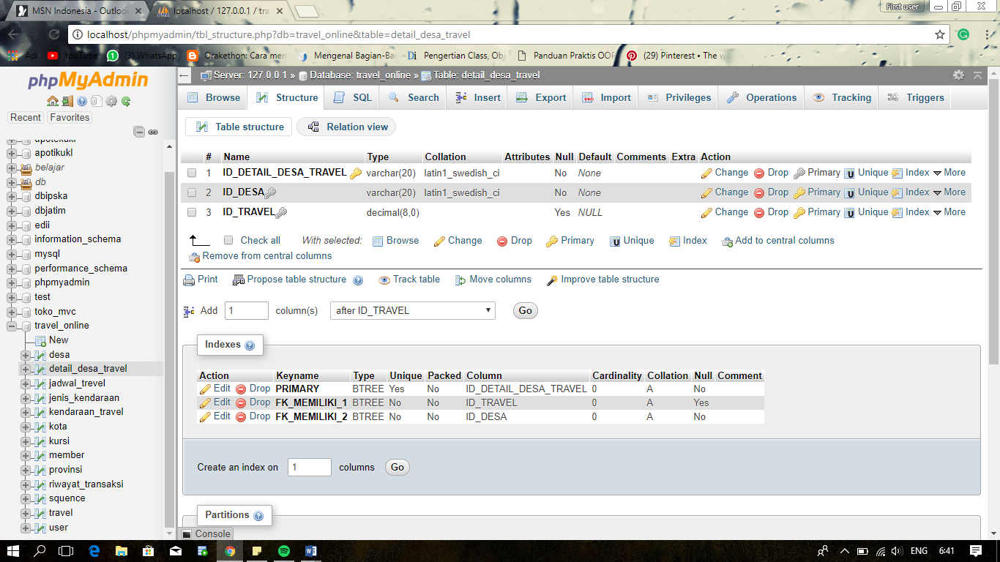 MSN Indonesia - Outlook
localhost / 127.0.0.1 / tra
First user
localhost/phpmyadmin/tbl_structure.php?db=travel_online&table=detail_desa_travel
Apl YouTube (3) WhatsApp Orakethon: Cara men Mengenal Bagian-Ba Pengertian Class, Obj Panduan Praktis OOP (29) Pinterest • The w
phpMyAdmin
Recent Favorites
apotekukl
apotikukl
belajar
db
dbipska
dbjatim
edii
information_schema
mysql
performance_schema
phpmyadmin
test
toko_mvc
travel_online
New
desa
detail_desa_travel
jadwal_trevel
jenis_kendaraan
kendaraan_travel
kota
kursi
member
provinsi
riwayat_transaksi
squence
travel
user
Server: 127.0.0.1 » Database: travel_online » Table: detail_desa_travel
Browse Structure SQL Search Insert Export Import Privileges Operations Tracking Triggers
Table structure Relation view
# Name Type Collation Attributes Null Default Comments Extra Action
1 ID_DETAIL_DESA_TRAVEL varchar(20) latin1_swedish_ci No None Change Drop Primary Unique Index More
2 ID_DESA varchar(20) latin1_swedish_ci No None Change Drop Primary Unique Index More
3 ID_TRAVEL decimal(8,0) Yes NULL Change Drop Primary Unique Index More
Check all With selected: Browse Change Drop Primary Unique Index Add to central columns
Remove from central columns
Print Propose table structure Track table Move columns Improve table structure
Add 1 column(s) after ID_TRAVEL Go
Indexes
Action Keyname Type Unique Packed Column Cardinality Collation Null Comment
Edit Drop PRIMARY BTREE Yes No ID_DETAIL_DESA_TRAVEL 0 A No
Edit Drop FK_MEMILIKI_1 BTREE No No ID_TRAVEL 0 A Yes
Edit Drop FK_MEMILIKI_2 BTREE No No ID_DESA 0 A No
Create an index on 1 columns Go
Partitions
Console
ENG 6:41